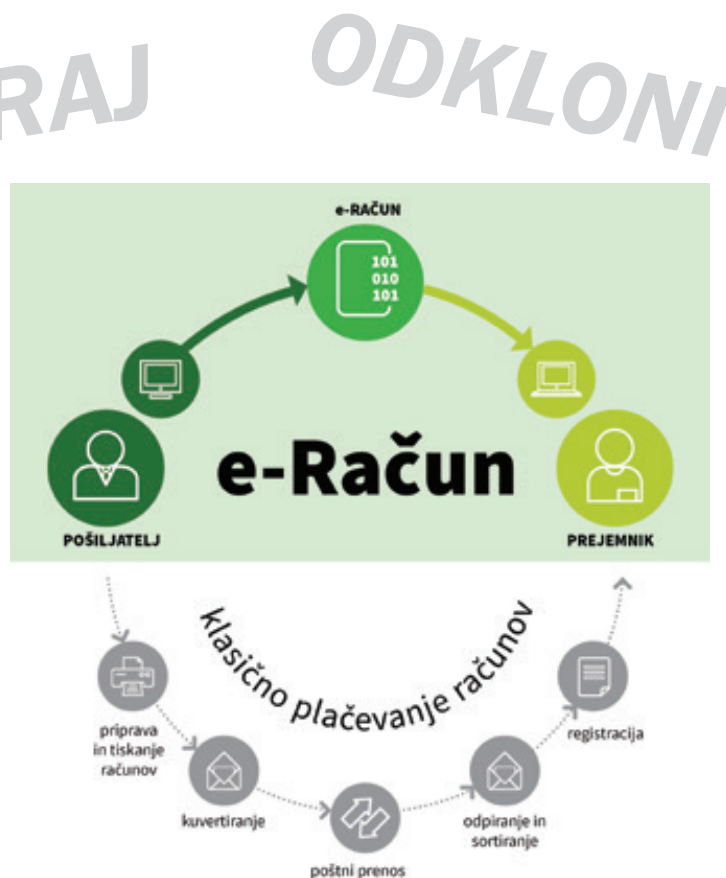 RAJ
ODKLONI
e-RAČUN
101
010
101
e-Račun
POŠILJATELJ
PREJEMNIK
klasično plačevanje računov
priprava
in tiskanje
računov
kuvertiranje
poštni prenos
odpiranje in
sortiranje
registracija